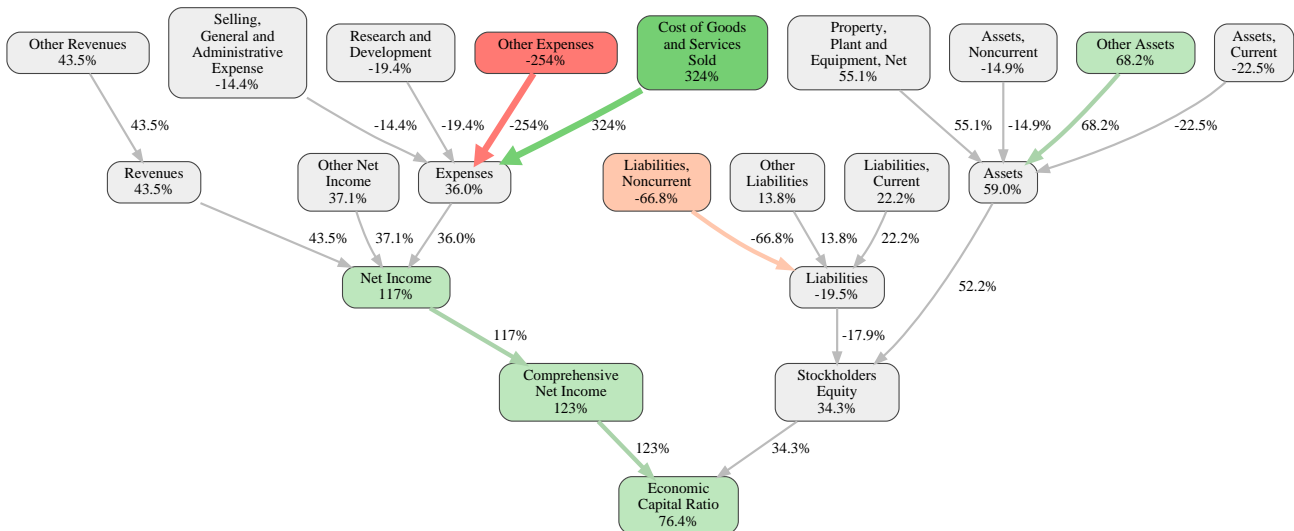 Other Revenues
43.5%
Selling,
General and
Administrative
Expense
-14.4%
Research and
Development
-19.4%
Other Expenses
-254%
Cost of Goods
and Services
Sold
324%
Property,
Plant and
Equipment, Net
55.1%
Assets,
Noncurrent
-14.9%
Other Assets
68.2%
Assets,
Current
-22.5%
43.5%
-14.4%
-19.4%
-254%
324%
55.1%
-14.9%
68.2%
-22.5%
Revenues
43.5%
Other Net
Income
37.1%
Expenses
36.0%
Liabilities,
Noncurrent
-66.8%
Other
Liabilities
13.8%
Liabilities,
Current
22.2%
Assets
59.0%
43.5%
37.1%
36.0%
-66.8%
13.8%
22.2%
Net Income
117%
Liabilities
-19.5%
52.2%
117%
-17.9%
Comprehensive
Net Income
123%
Stockholders
Equity
34.3%
123%
34.3%
Economic
Capital Ratio
76.4%